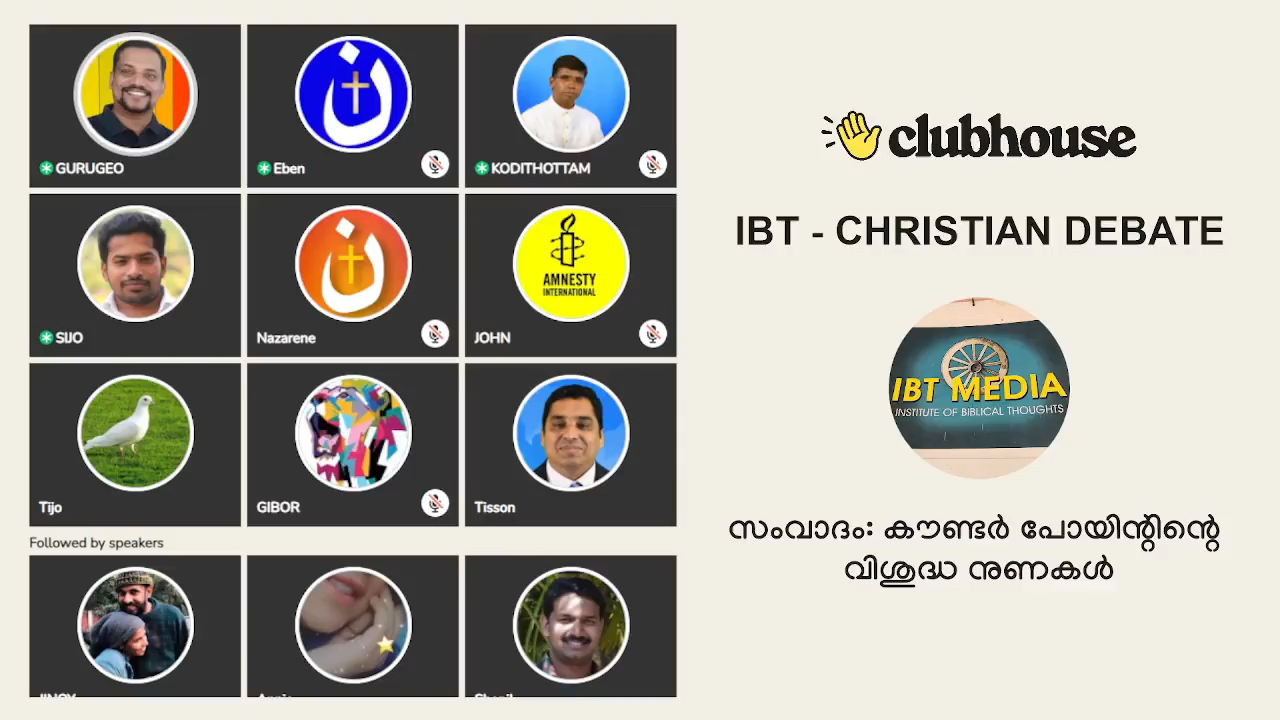 GURUGEO
Eben
KODITHOTTAM
SIJO
Nazarene
AMNESTY
INTERNATIONAL
JOHN
Tijo
GIBOR
Tisson
Followed by speakers
clubhouse
IBT - CHRISTIAN DEBATE
IBT MEDIA
INSTITUTE OF BIBLICAL THOUGHTS
സംവാദം: കൗണ്ടർ പോയിന്റിന്റെ
വിശുദ്ധ നുണകൾ